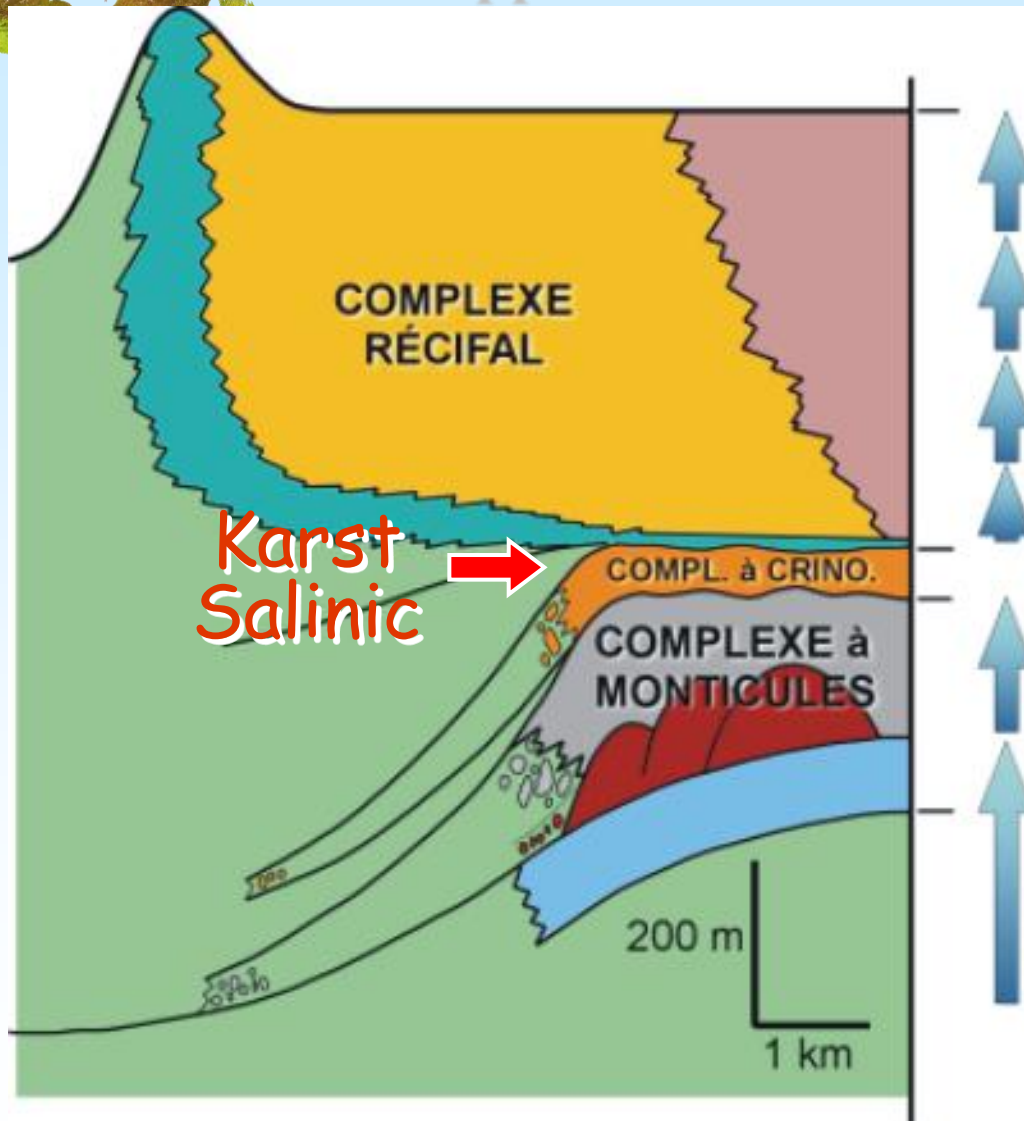 COMPLEXE
RÉCIFAL
Karst
Salinic
COMPL. à CRINO.
COMPLEXE à
MONTICULES
200 m
1 km